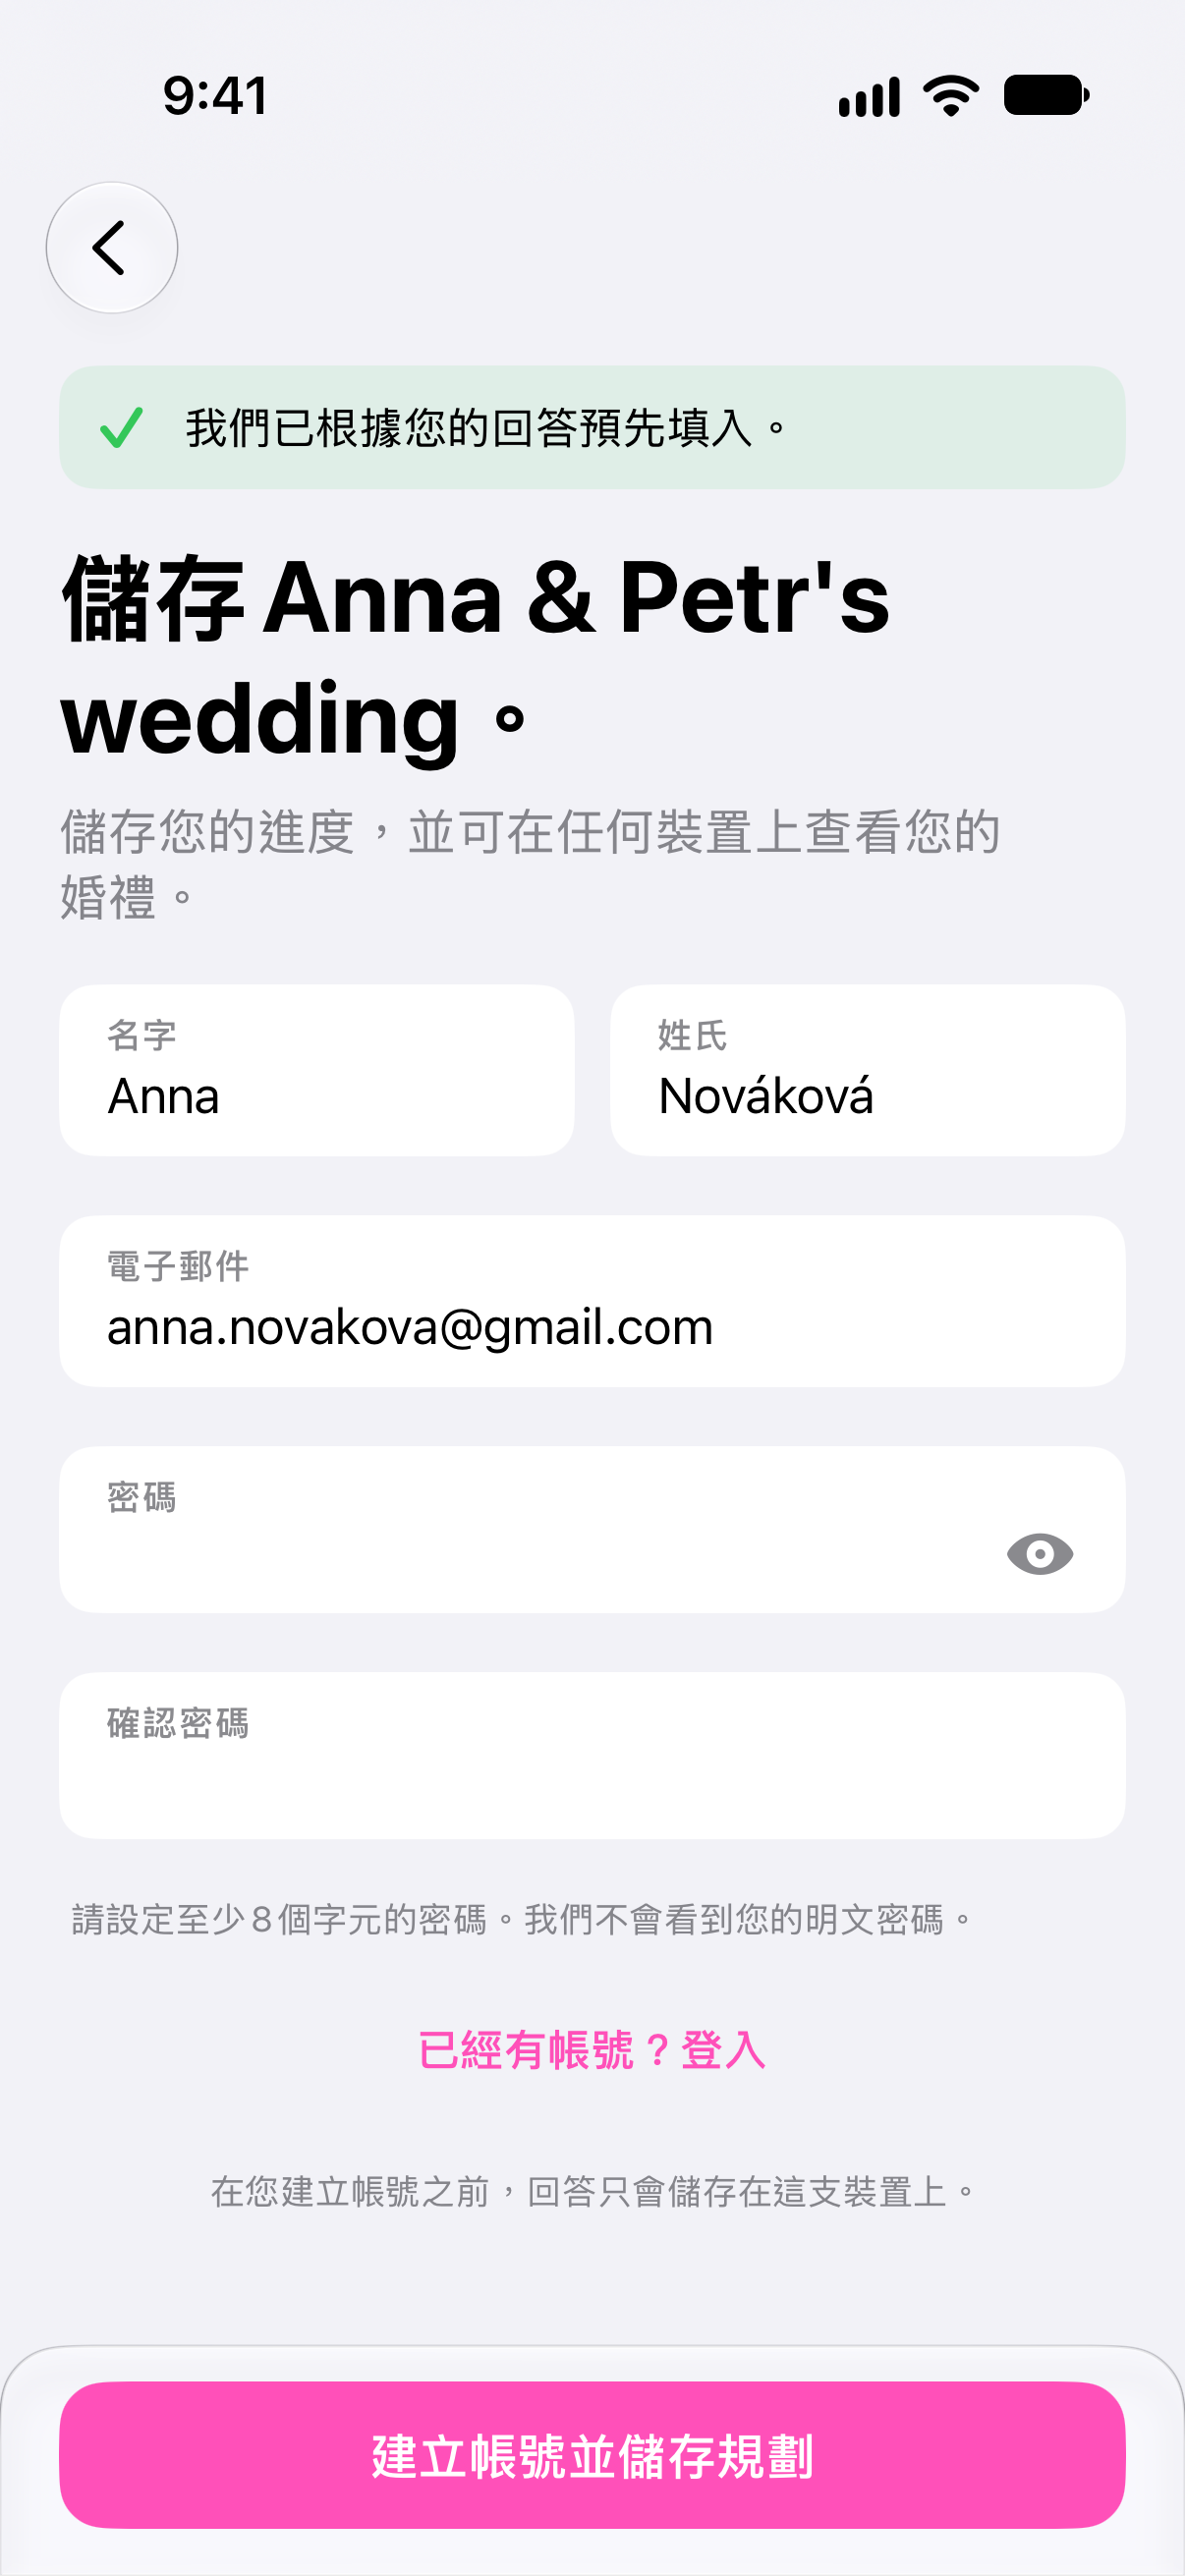 9:41
我們已根據您的回答預先填入。
儲存 Anna & Petr's
wedding。
儲存您的進度，並可在任何裝置上查看您的
婚禮。
名字
Anna
姓氏
Nováková
電子郵件
anna.novakova@gmail.com
密碼
確認密碼
請設定至少 8 個字元的密碼。我們不會看到您的明文密碼。
已經有帳號？登入
在您建立帳號之前，回答只會儲存在這支裝置上。
建立帳號並儲存規劃